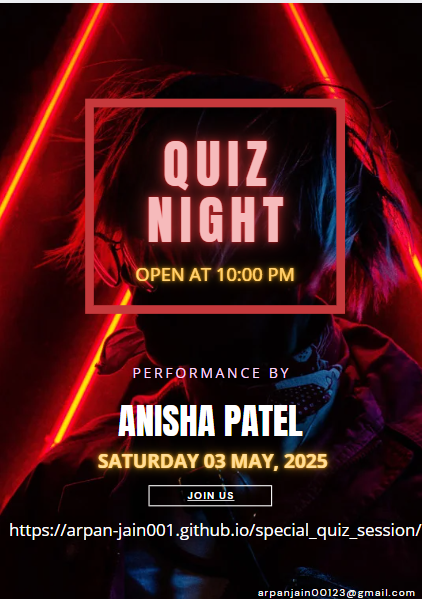 QUIZ
NIGHT
OPEN AT 10:00 PM
PERFORMANCE BY
ANISHA PATEL
SATURDAY 03 MAY, 2025
JOIN US
https://arpan-jain001.github.io/special_quiz_session/
arpanjain00123@gmail.com